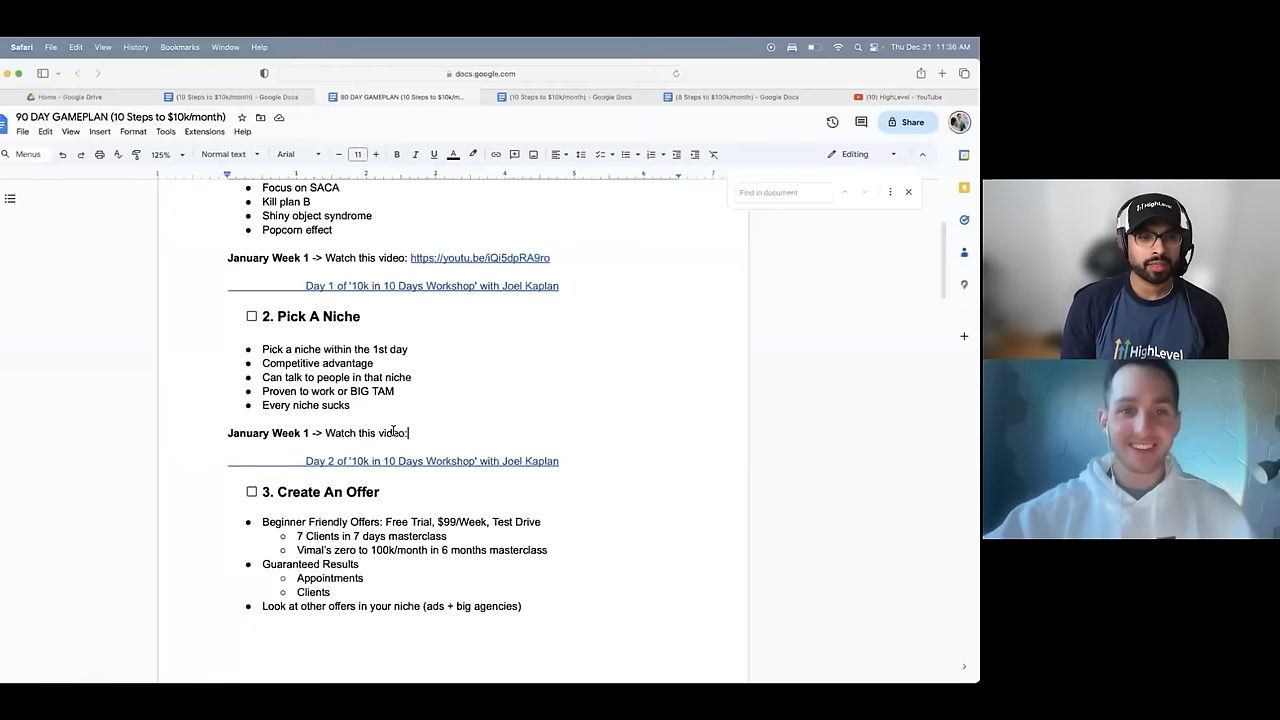 Safari File Edit View History Bookmarks Window Help Thu Dec 21 11:36 AM
docs.google.com
Home - Google Drive (10 Steps to $10k/month) - Google Docs 90 DAY GAMEPLAN (10 Steps to $10k/m... (10 Steps to $10k/month) - Google Docs (8 Steps to $100k/month) - Google Docs (10) HighLevel - YouTube
90 DAY GAMEPLAN (10 Steps to $10k/month)
File Edit View Insert Format Tools Extensions Help
Share
Menus 125% Normal text Arial 11 Editing
1 1 2 3 4 5 6 7
Find in document
Focus on SACA
Kill plan B
Shiny object syndrome
Popcorn effect
January Week 1 -> Watch this video: https://youtu.be/iQi5dpRA9ro
Day 1 of '10k in 10 Days Workshop' with Joel Kaplan
2. Pick A Niche
Pick a niche within the 1st day
Competitive advantage
Can talk to people in that niche
Proven to work or BIG TAM
Every niche sucks
January Week 1 -> Watch this video:
Day 2 of '10k in 10 Days Workshop' with Joel Kaplan
3. Create An Offer
Beginner Friendly Offers: Free Trial, $99/Week, Test Drive
7 Clients in 7 days masterclass
Vimal's zero to 100k/month in 6 months masterclass
Guaranteed Results
Appointments
Clients
Look at other offers in your niche (ads + big agencies)
HighLevel
HighLevel